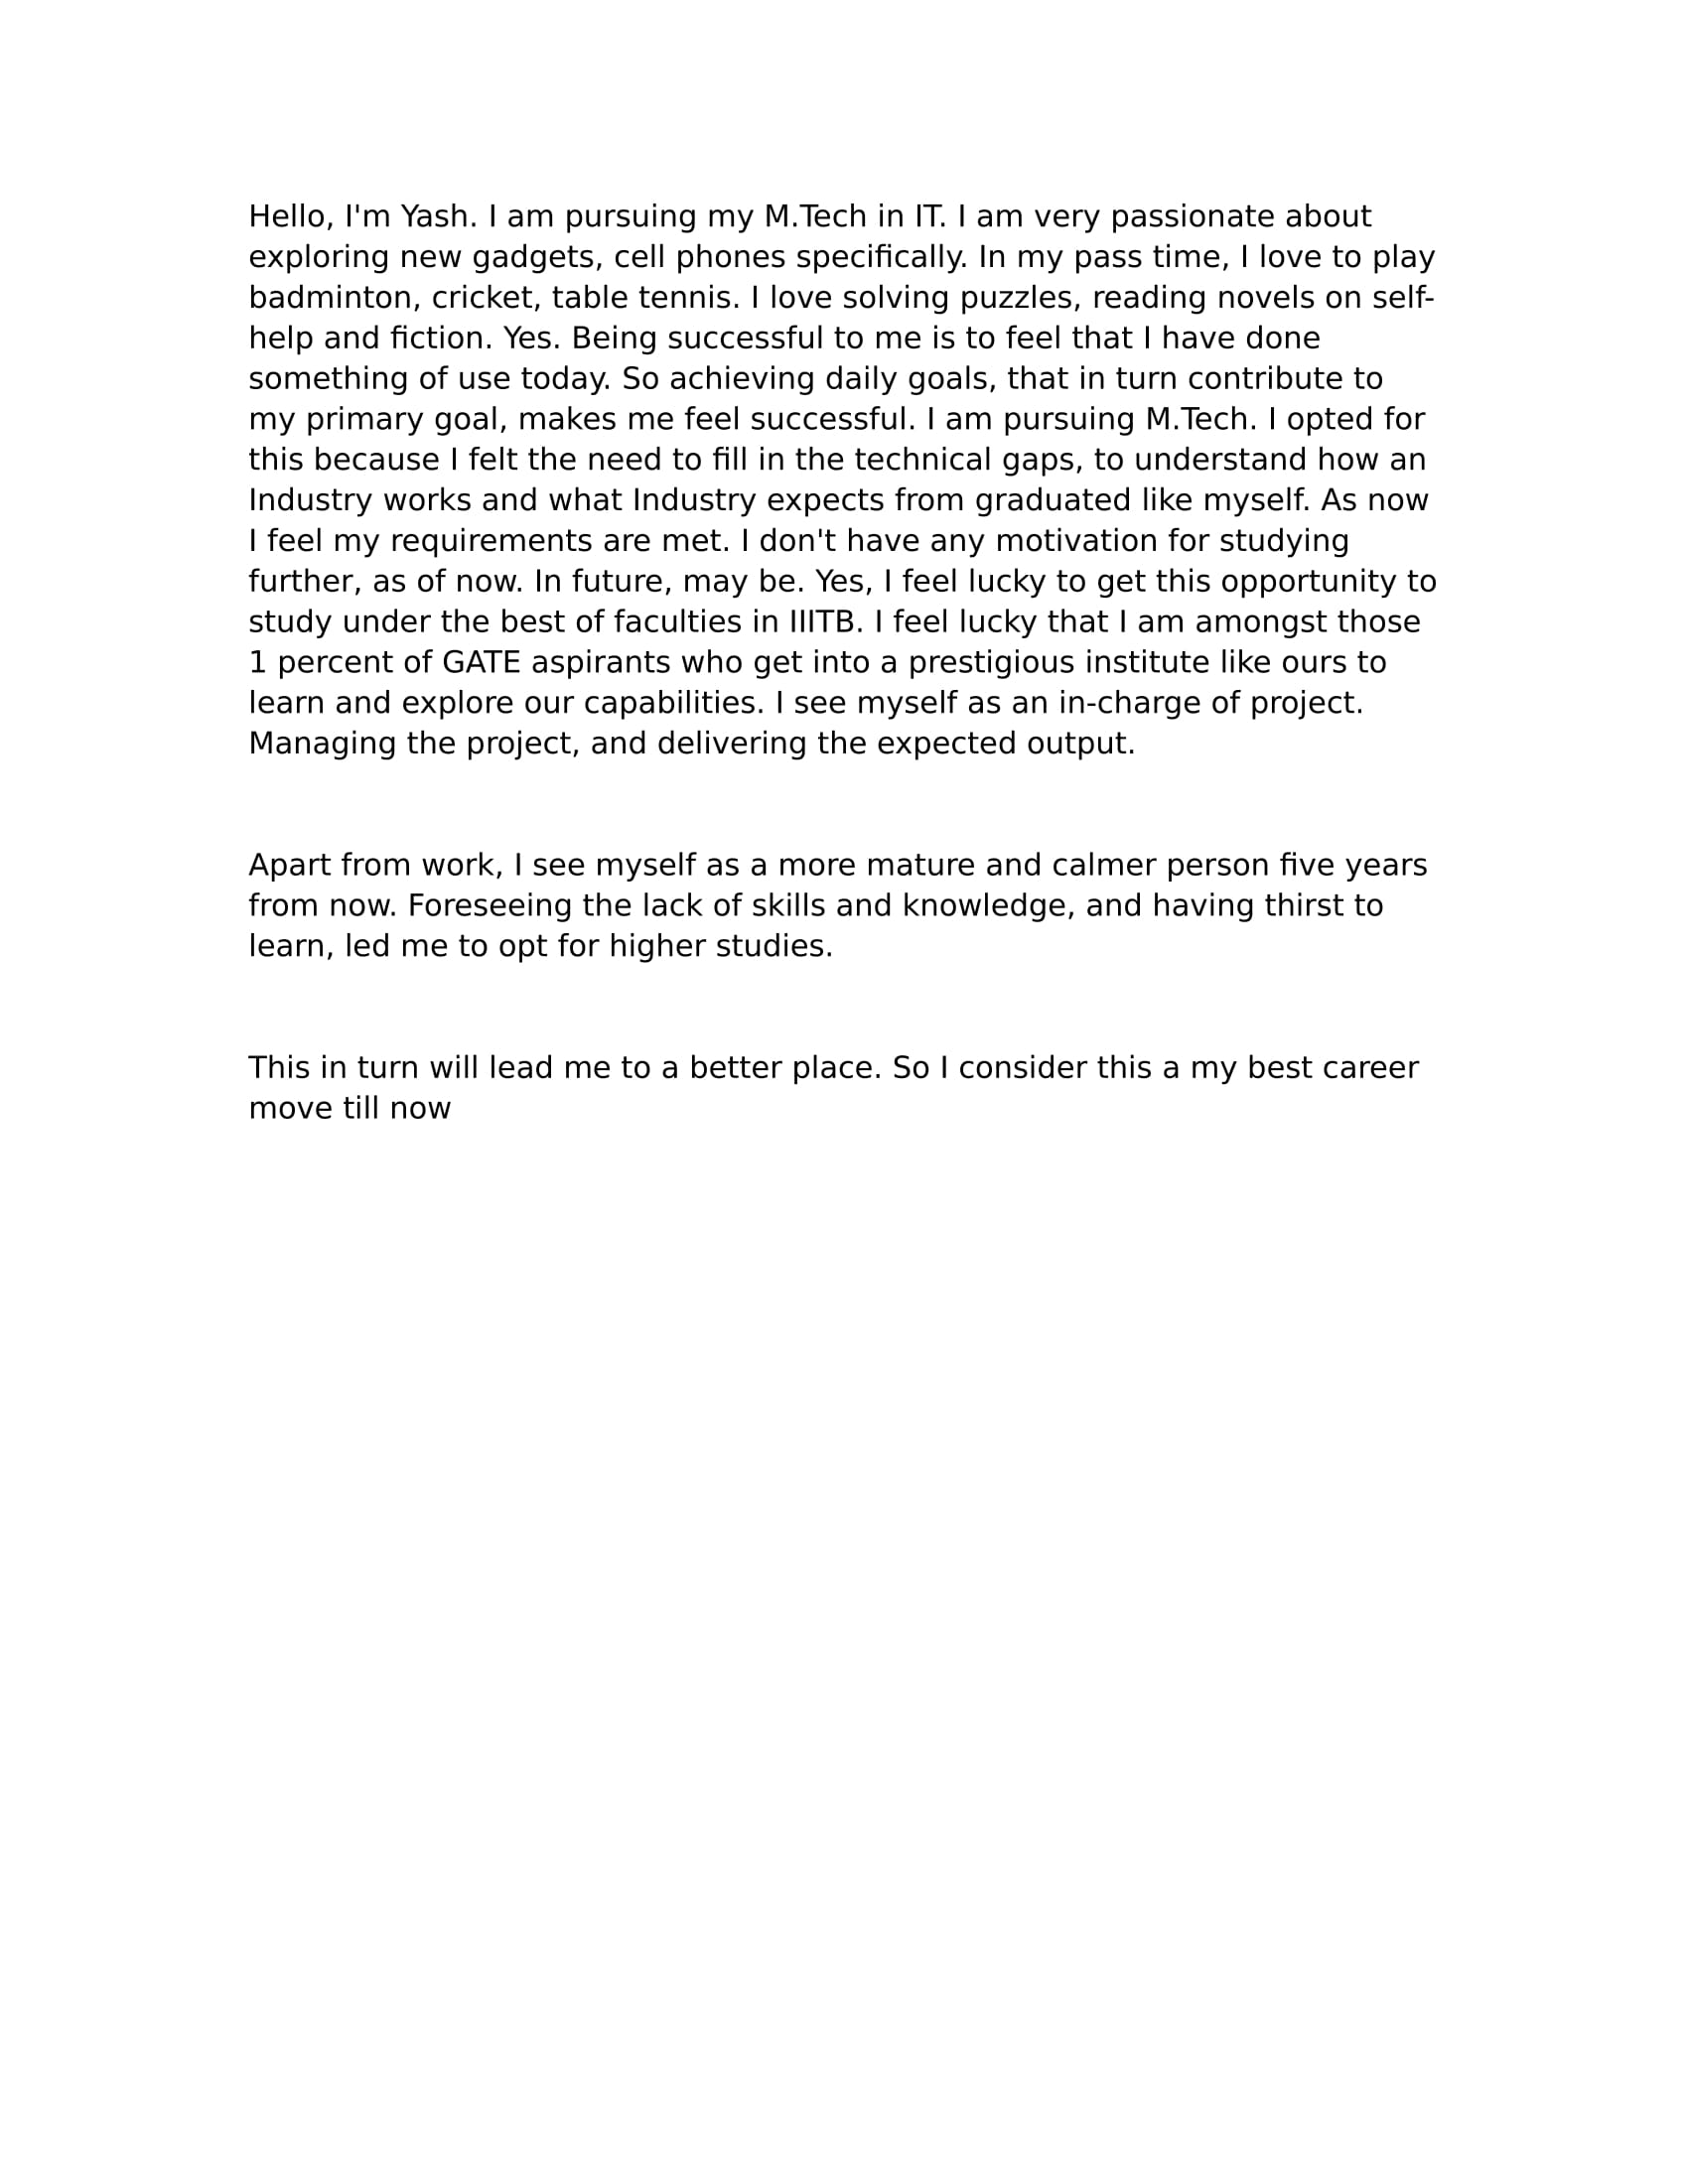 Hello, I'm Yash. I am pursuing my M.Tech in IT. I am very passionate about
exploring new gadgets, cell phones specifically. In my pass time, I love to play
badminton, cricket, table tennis. I love solving puzzles, reading novels on self-
help and fiction. Yes. Being successful to me is to feel that I have done
something of use today. So achieving daily goals, that in turn contribute to
my primary goal, makes me feel successful. I am pursuing M.Tech. I opted for
this because I felt the need to fill in the technical gaps, to understand how an
Industry works and what Industry expects from graduated like myself. As now
I feel my requirements are met. I don't have any motivation for studying
further, as of now. In future, may be. Yes, I feel lucky to get this opportunity to
study under the best of faculties in IIITB. I feel lucky that I am amongst those
1 percent of GATE aspirants who get into a prestigious institute like ours to
learn and explore our capabilities. I see myself as an in-charge of project.
Managing the project, and delivering the expected output.
Apart from work, I see myself as a more mature and calmer person five years
from now. Foreseeing the lack of skills and knowledge, and having thirst to
learn, led me to opt for higher studies.
This in turn will lead me to a better place. So I consider this a my best career
move till now